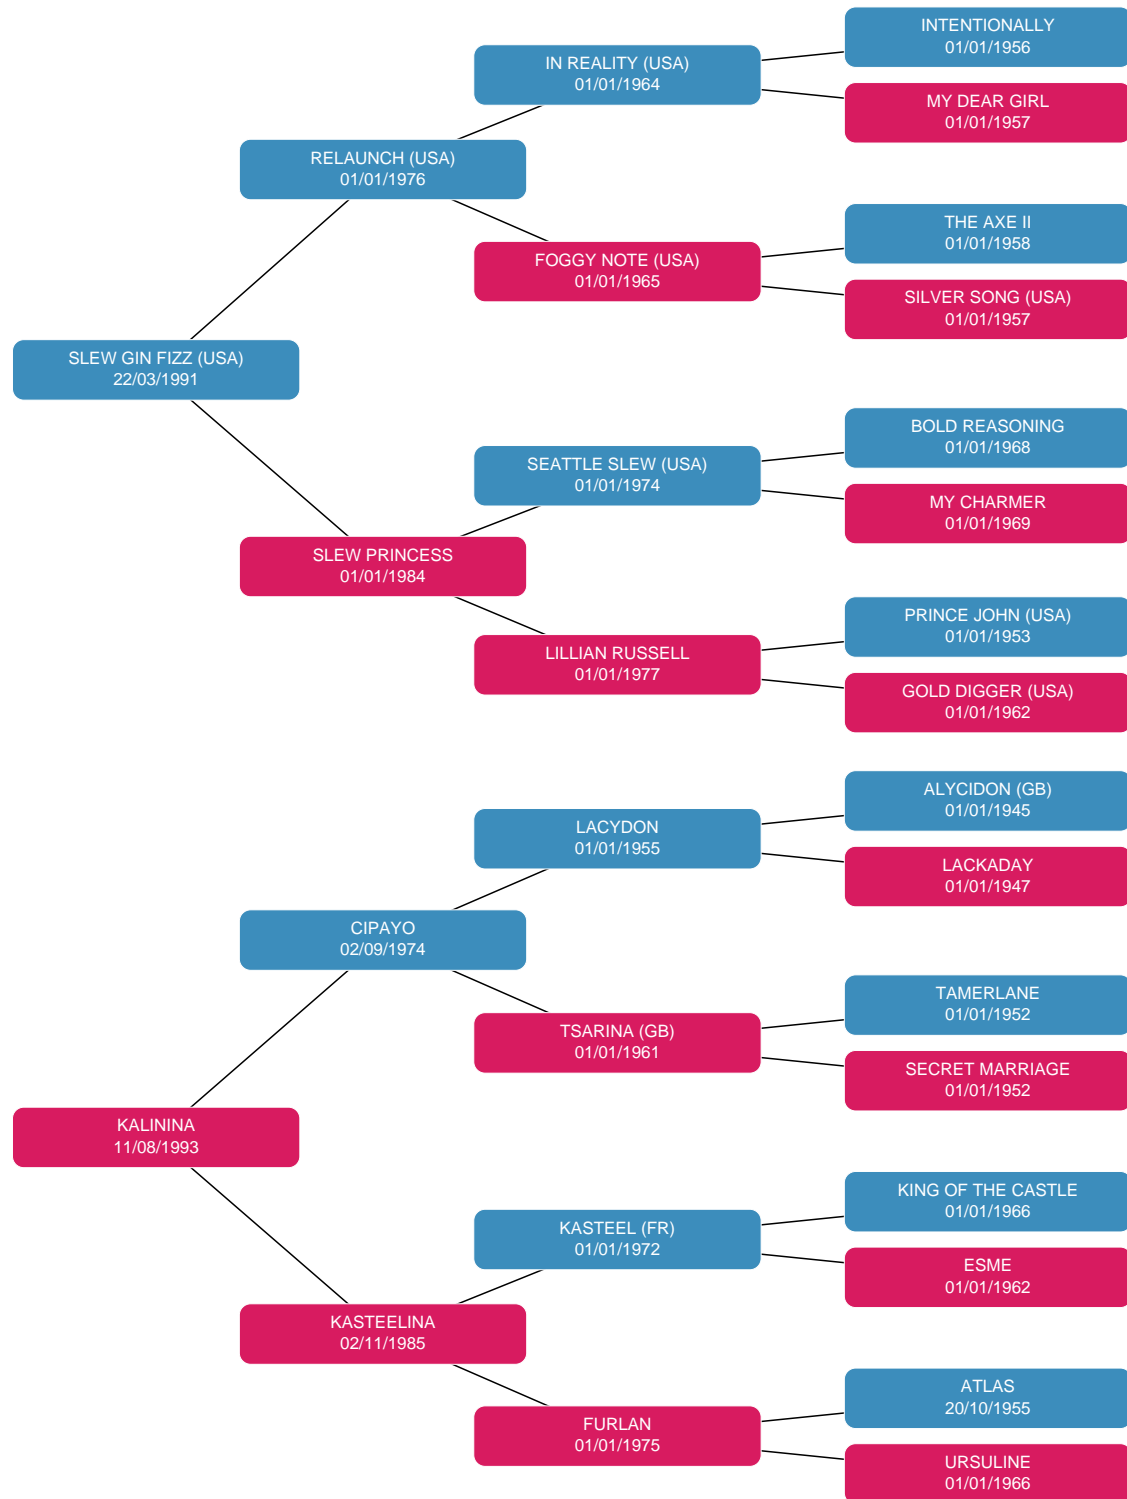 INTENTIONALLY
01/01/1956
IN REALITY (USA)
01/01/1964
MY DEAR GIRL
01/01/1957
RELAUNCH (USA)
01/01/1976
THE AXE II
01/01/1958
FOGGY NOTE (USA)
01/01/1965
SILVER SONG (USA)
01/01/1957
SLEW GIN FIZZ (USA)
22/03/1991
BOLD REASONING
01/01/1968
SEATTLE SLEW (USA)
01/01/1974
MY CHARMER
01/01/1969
SLEW PRINCESS
01/01/1984
PRINCE JOHN (USA)
01/01/1953
LILLIAN RUSSELL
01/01/1977
GOLD DIGGER (USA)
01/01/1962
ALYCIDON (GB)
01/01/1945
LACYDON
01/01/1955
LACKADAY
01/01/1947
CIPAYO
02/09/1974
TAMERLANE
01/01/1952
TSARINA (GB)
01/01/1961
SECRET MARRIAGE
01/01/1952
KALININA
11/08/1993
KING OF THE CASTLE
01/01/1966
KASTEEL (FR)
01/01/1972
ESME
01/01/1962
KASTEELINA
02/11/1985
ATLAS
20/10/1955
FURLAN
01/01/1975
URSULINE
01/01/1966